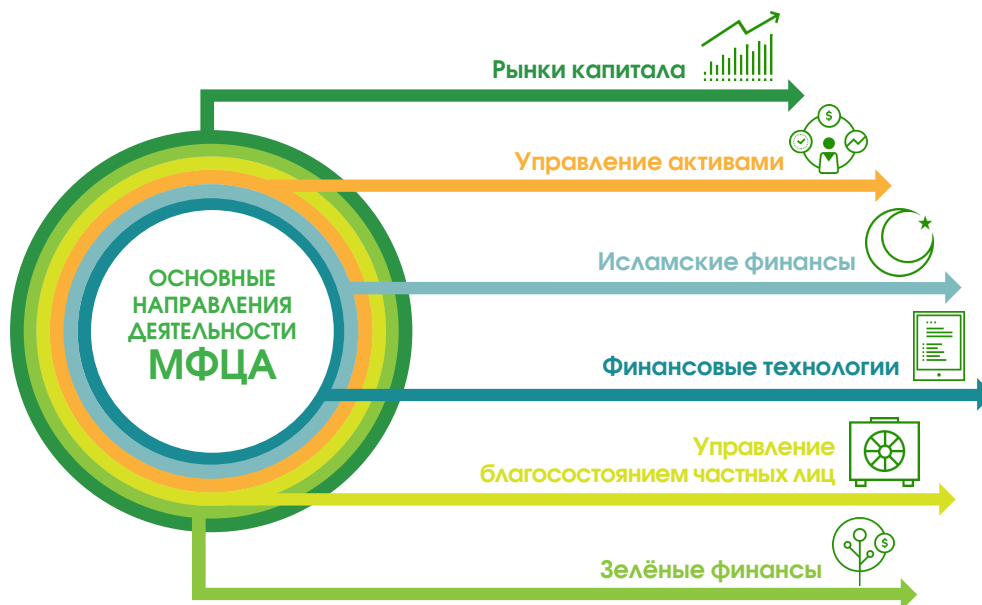 Рынки капитала
Управление активами
Исламские финансы
ОСНОВНЫЕ
НАПРАВЛЕНИЯ
ДЕЯТЕЛЬНОСТИ
МФЦА
Финансовые технологии
Управление
благосостоянием частных лиц
Зелёные финансы